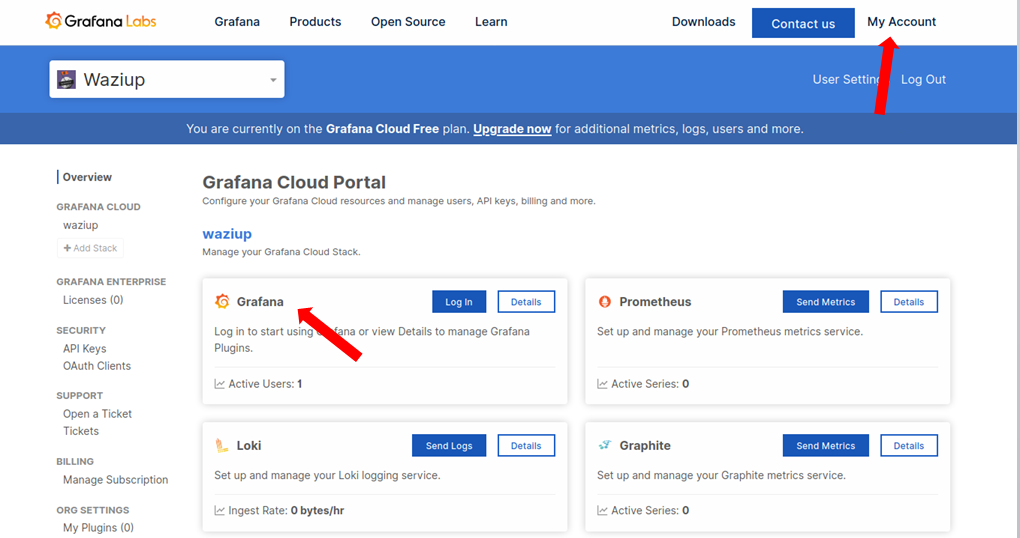 Grafana Labs
Grafana Products Open Source Learn Downloads Contact us My Account
Waziup
User Setting Log Out
You are currently on the Grafana Cloud Free plan. Upgrade now for additional metrics, logs, users and more.
Overview
GRAFANA CLOUD
waziup
+ Add Stack
GRAFANA ENTERPRISE
Licenses (0)
SECURITY
API Keys
OAuth Clients
SUPPORT
Open a Ticket
Tickets
BILLING
Manage Subscription
ORG SETTINGS
My Plugins (0)
Grafana Cloud Portal
Configure your Grafana Cloud resources and manage users, API keys, billing and more.
waziup
Manage your Grafana Cloud Stack.
Grafana Log In Details
Log in to start using Grafana or view Details to manage Grafana
Plugins.
Active Users: 1
Prometheus Send Metrics Details
Set up and manage your Prometheus metrics service.
Active Series: 0
Loki Send Logs Details
Set up and manage your Loki logging service.
Ingest Rate: 0 bytes/hr
Graphite Send Metrics Details
Set up and manage your Graphite metrics service.
Active Series: 0